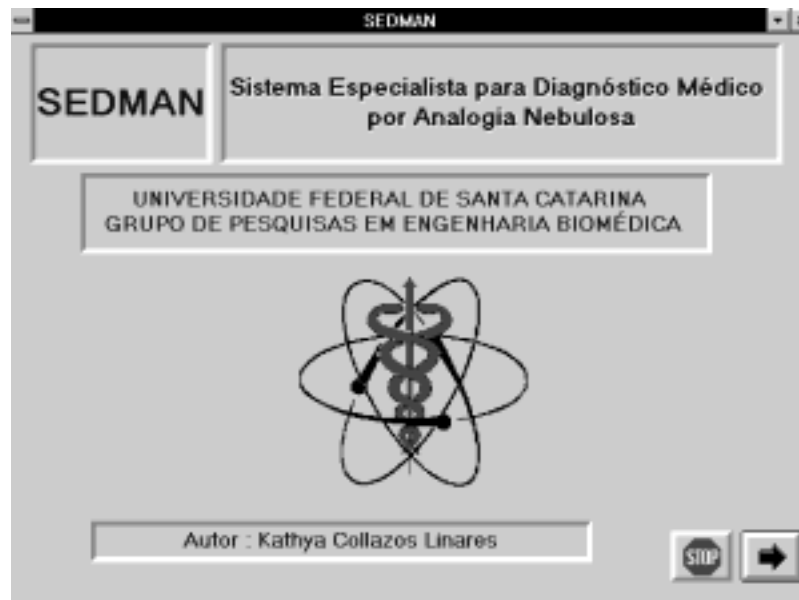 SEDMAN
SEDMAN
Sistema Especialista para Diagnóstico Médico
por Analogia Nebulosa
UNIVERSIDADE FEDERAL DE SANTA CATARINA
GRUPO DE PESQUISAS EM ENGENHARIA BIOMÉDICA
Autor : Kathya Collazos Linares
STOP